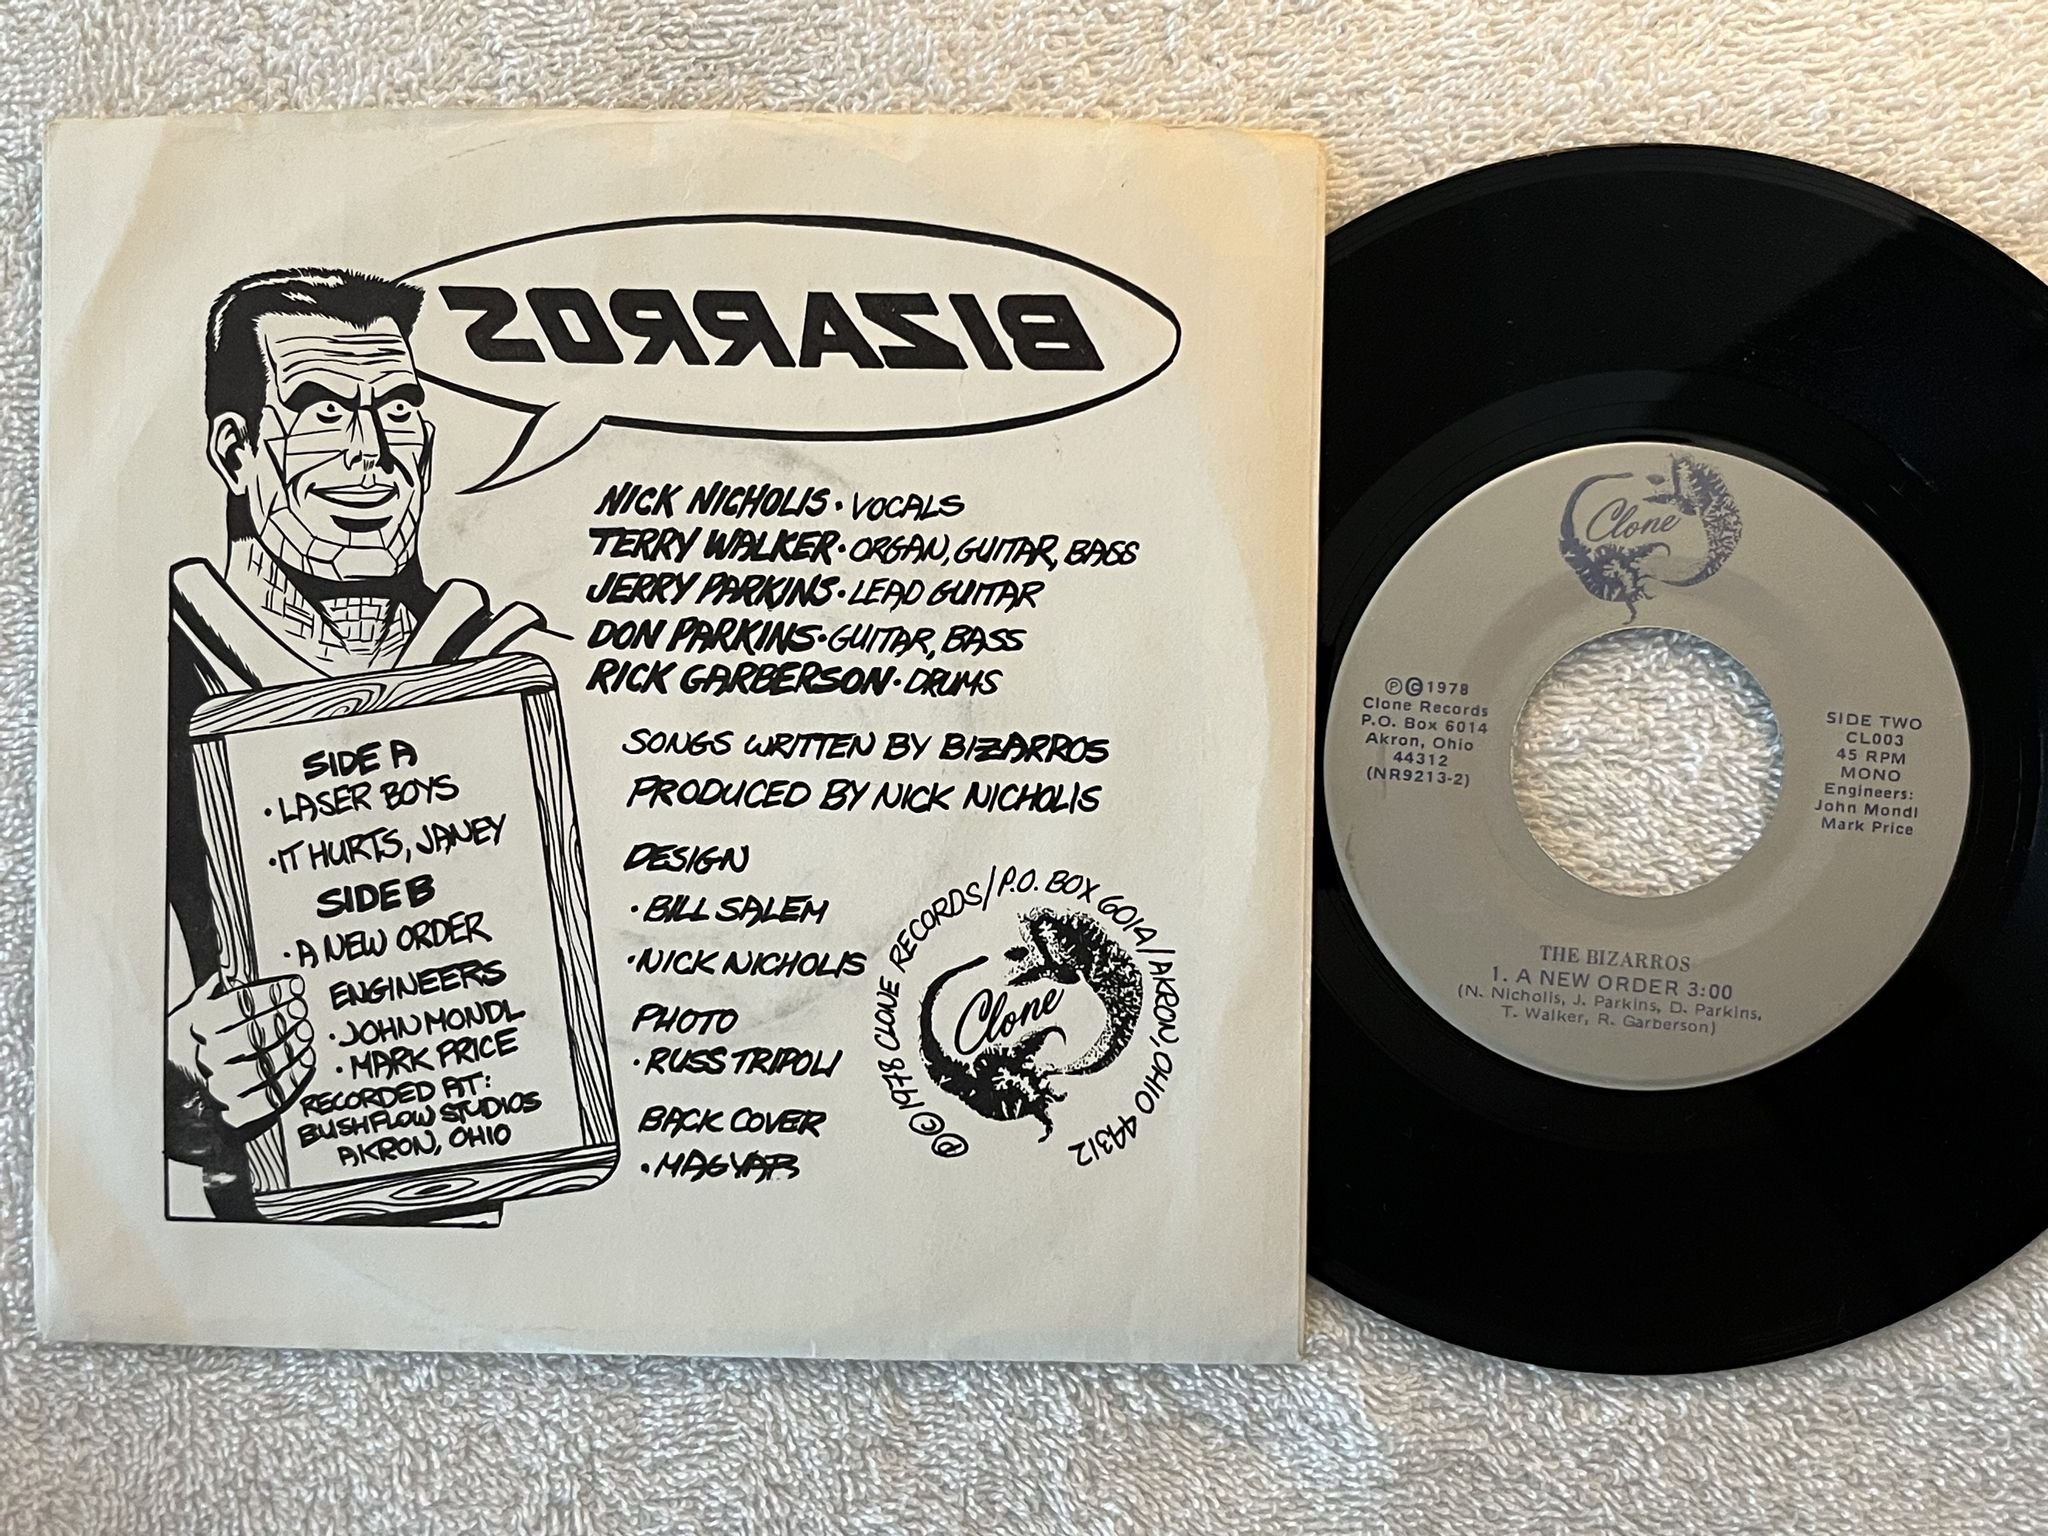 BIZARROS
NICK NICHOLIS · VOCALS
TERRY WALKER · ORGAN, GUITAR, BASS
JERRY PARKINS · LEAD GUITAR
DON PARKINS · GUITAR, BASS
RICK GARBERSON · DRUMS
SONGS WRITTEN BY BIZARROS
PRODUCED BY NICK NICHOLIS
DESIGN
· BILL SALEM
· NICK NICHOLIS
PHOTO
· RUSS TRIPOLI
BACK COVER
· MAGYAR
SIDE A
· LASER BOYS
· IT HURTS, JANEY
SIDE B
· A NEW ORDER
ENGINEERS
· JOHN MONDL
· MARK PRICE
RECORDED AT:
BUSHFLOW STUDIOS
AKRON, OHIO
℗©1978 CLONE RECORDS/P.O. BOX 6014/AKRON, OHIO 44312
Clone
Clone
℗©1978
Clone Records
P.O. Box 6014
Akron, Ohio
44312
(NR9213-2)
SIDE TWO
CL003
45 RPM
MONO
Engineers:
John Mondl
Mark Price
THE BIZARROS
1. A NEW ORDER 3:00
(N. Nicholis, J. Parkins, D. Parkins,
T. Walker, R. Garberson)